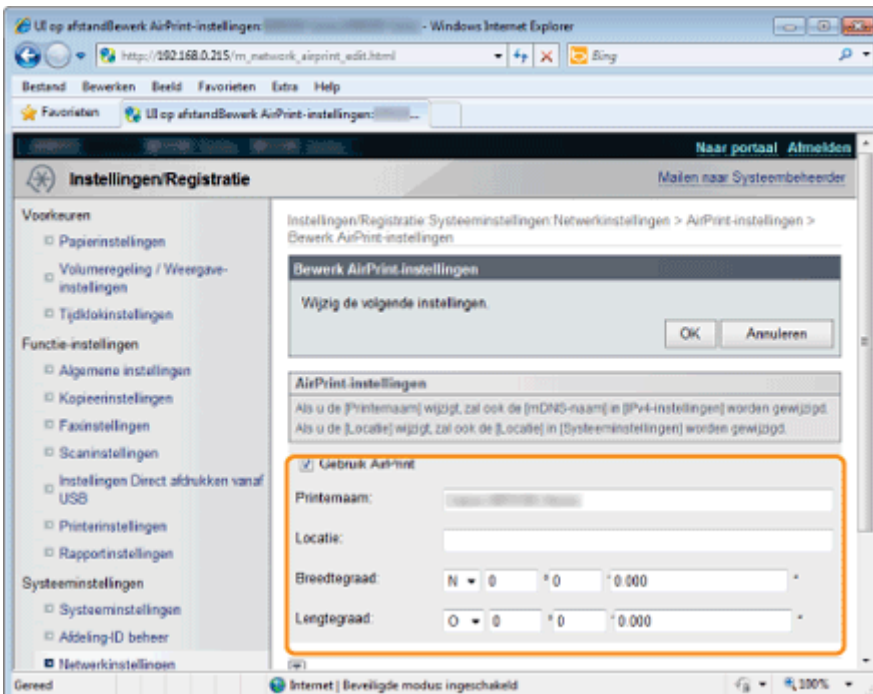 UI op afstandBewerk AirPrint-instellingen: - Windows Internet Explorer
http://192.168.0.215/m_network_airprint_edit.html
Bing
Bestand Bewerken Beeld Favorieten Extra Help
Favorieten UI op afstandBewerk AirPrint-instellingen: ...
Naar portaal Afmelden
Instellingen/Registratie
Mailen naar Systeembeheerder
Voorkeuren
Papierinstellingen
Volumeregeling / Weergave-
instellingen
Tijdklokinstellingen
Functie-instellingen
Algemene instellingen
Kopieerinstellingen
Faxinstellingen
Scaninstellingen
Instellingen Direct afdrukken vanaf
USB
Printerinstellingen
Rapportinstellingen
Systeeminstellingen
Systeeminstellingen
Afdeling-ID beheer
Netwerkinstellingen
Instellingen/Registratie:Systeeminstellingen:Netwerkinstellingen > AirPrint-instellingen >
Bewerk AirPrint-instellingen
Bewerk AirPrint-instellingen
Wijzig de volgende instellingen.
OK Annuleren
AirPrint-instellingen
Als u de [Printernaam] wijzigt, zal ook de [mDNS-naam] in [IPv4-instellingen] worden gewijzigd.
Als u de [Locatie] wijzigt, zal ook de [Locatie] in [Systeeminstellingen] worden gewijzigd.
Gebruik AirPrint
Printernaam:
Locatie:
Breedtegraad: N 0 ° 0 ' 0.000 "
Lengtegraad: O 0 ° 0 ' 0.000 "
Gereed Internet | Beveiligde modus: ingeschakeld 100%